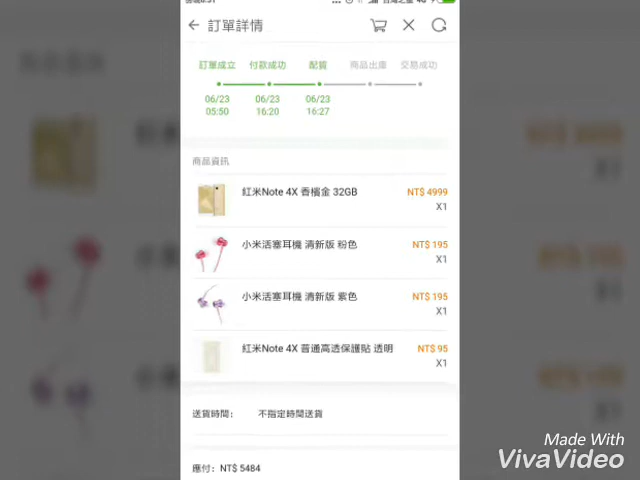 訂單詳情
訂單成立 付款成功 配貨 商品出庫 交易成功
06/23 06/23 06/23
05:50 16:20 16:27
商品資訊
紅米Note 4X 香檳金 32GB NT$ 4999
X1
小米活塞耳機 清新版 粉色 NT$ 195
X1
小米活塞耳機 清新版 紫色 NT$ 195
X1
紅米Note 4X 普通高透保護貼 透明 NT$ 95
X1
送貨時間： 不指定時間送貨
應付：NT$ 5484
Made With
VivaVideo